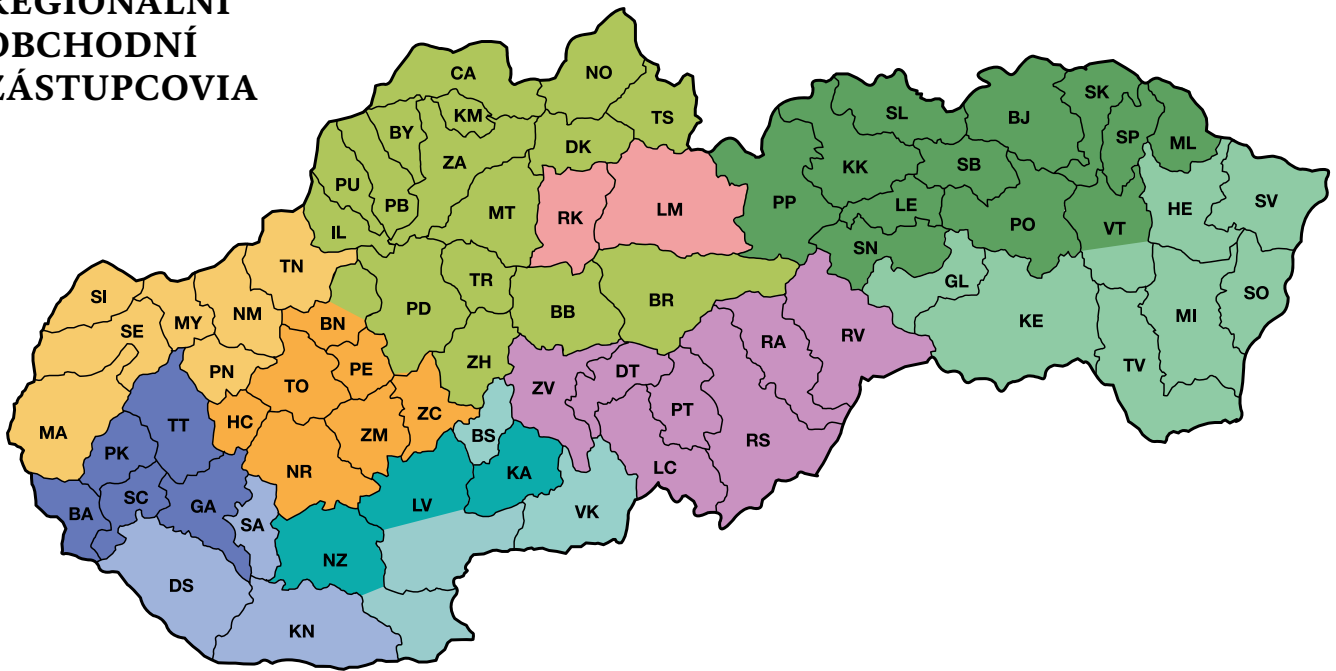 REGIONÁLNI
OBCHODNÍ
ZÁSTUPCOVIA
CA
NO
KM
TS
BY
DK
ZA
PU
PB
MT
RK
LM
IL
SL
BJ
SK
SP
ML
KK
SB
PP
LE
PO
VT
HE
SV
SN
GL
KE
MI
SO
TV
TN
SI
SE
MY
NM
BN
PD
TR
BB
BR
RA
RV
PN
TO
PE
ZH
ZV
DT
PT
RS
LC
MA
TT
HC
ZM
ZC
BS
KA
PK
NR
LV
VK
BA
SC
GA
SA
NZ
DS
KN